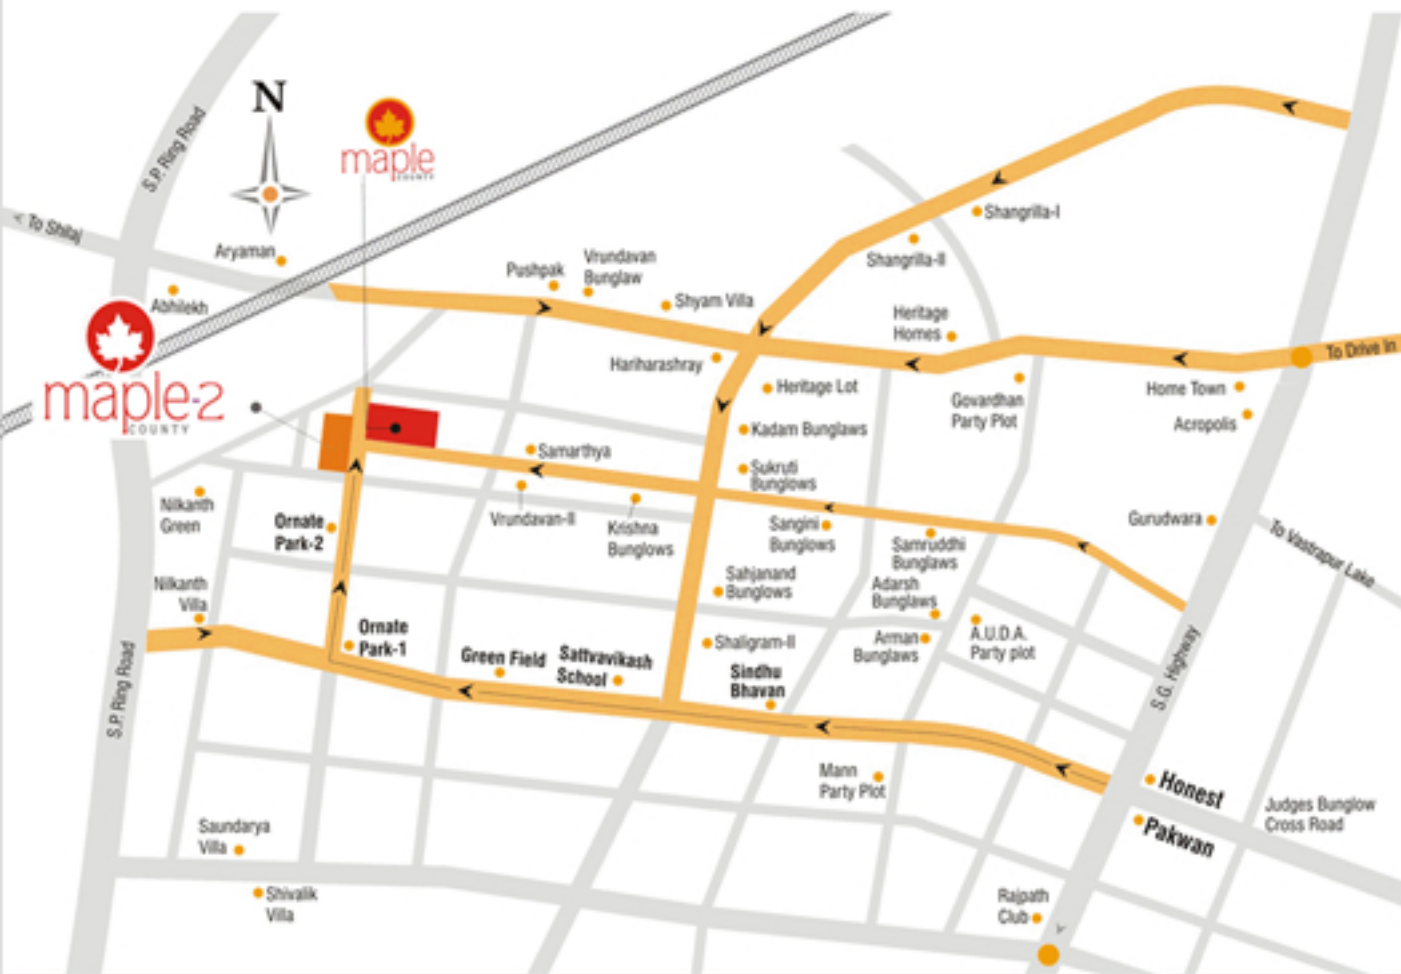 N
S.P. Ring Road
maple
COUNTY
< To Shilaj
Aryaman
Abhilekh
maple-2
COUNTY
Pushpak
Vrundavan
Bunglaw
Shyam Villa
Hariharashray
Shangrilla-I
Shangrilla-II
Heritage
Homes
To Drive In
Home Town
Acropolis
Govardhan
Party Plot
Heritage Lot
Kadam Bunglaws
Sukruti
Bunglows
Samarthya
Vrundavan-II
Krishna
Bunglows
Sangini
Bunglows
Samruddhi
Bunglaws
Gurudwara
To Vastrapur Lake
Nilkanth
Green
Ornate
Park-2
Nilkanth
Villa
Ornate
Park-1
Green Field
Sattvavikash
School
Sahjanand
Bunglows
Shaligram-II
Sindhu
Bhavan
Adarsh
Bunglaws
Arman
Bunglaws
A.U.D.A.
Party plot
S.G. Highway
S.P. Ring Road
Mann
Party Plot
Honest
Pakwan
Judges Bunglow
Cross Road
Saundarya
Villa
Shivalik
Villa
Rajpath
Club